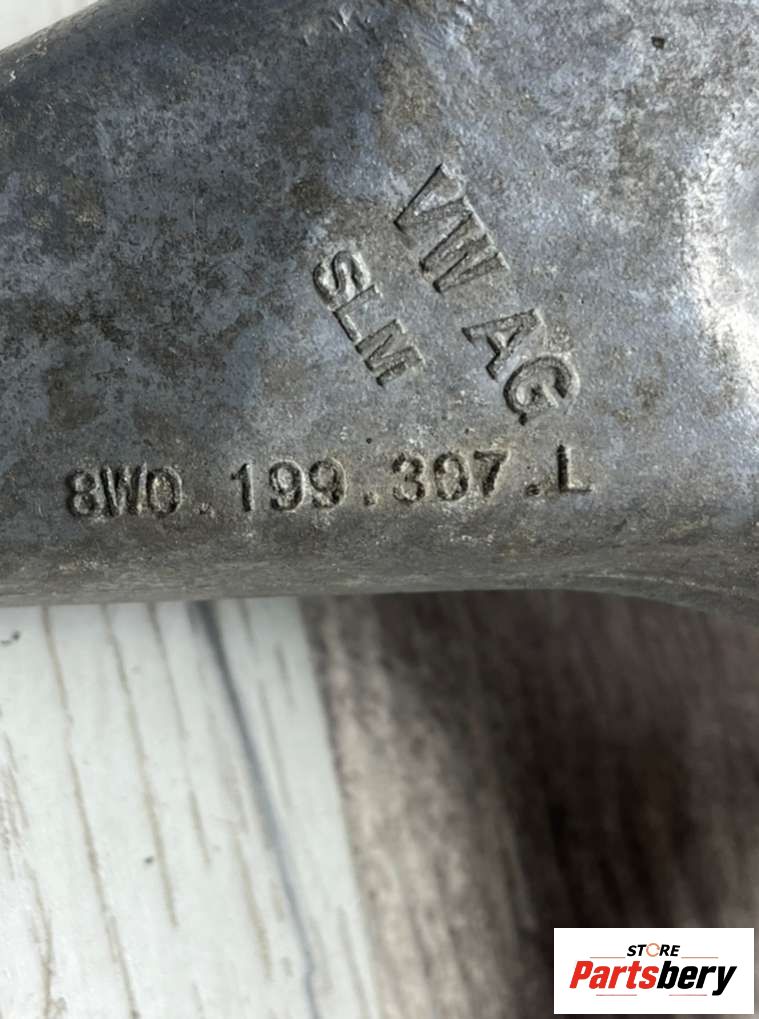 VW AG
SLM
8W0.199.307.L
STORE
Partsbery